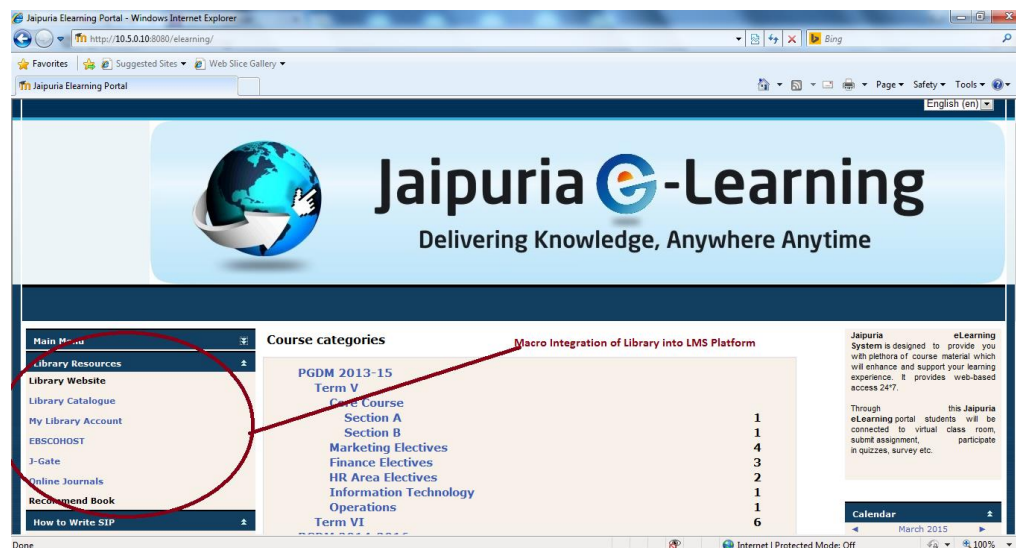 Jaipuria Elearning Portal - Windows Internet Explorer
http://10.5.0.10:8080/elearning/
Bing
Favorites
Suggested Sites
Web Slice Gallery
Jaipuria Elearning Portal
Page Safety Tools
English (en)
Jaipuria e-Learning
Delivering Knowledge, Anywhere Anytime
Main Menu
Library Resources
Library Website
Library Catalogue
My Library Account
EBSCOHOST
J-Gate
Online Journals
Recommend Book
How to Write SIP
Course categories
Macro Integration of Library into LMS Platform
PGDM 2013-15
Term V
Core Course
Section A 1
Section B 1
Marketing Electives 4
Finance Electives 3
HR Area Electives 2
Information Technology 1
Operations 1
Term VI 6
PGDM 2014-2016
Jaipuria eLearning
System is designed to provide you
with plethora of course material which
will enhance and support your learning
experience. It provides web-based
access 24*7.
Through this Jaipuria
eLearning portal students will be
connected to virtual class room,
submit assignment, participate
in quizzes, survey etc.
Calendar
March 2015
Done
Internet | Protected Mode: Off
100%